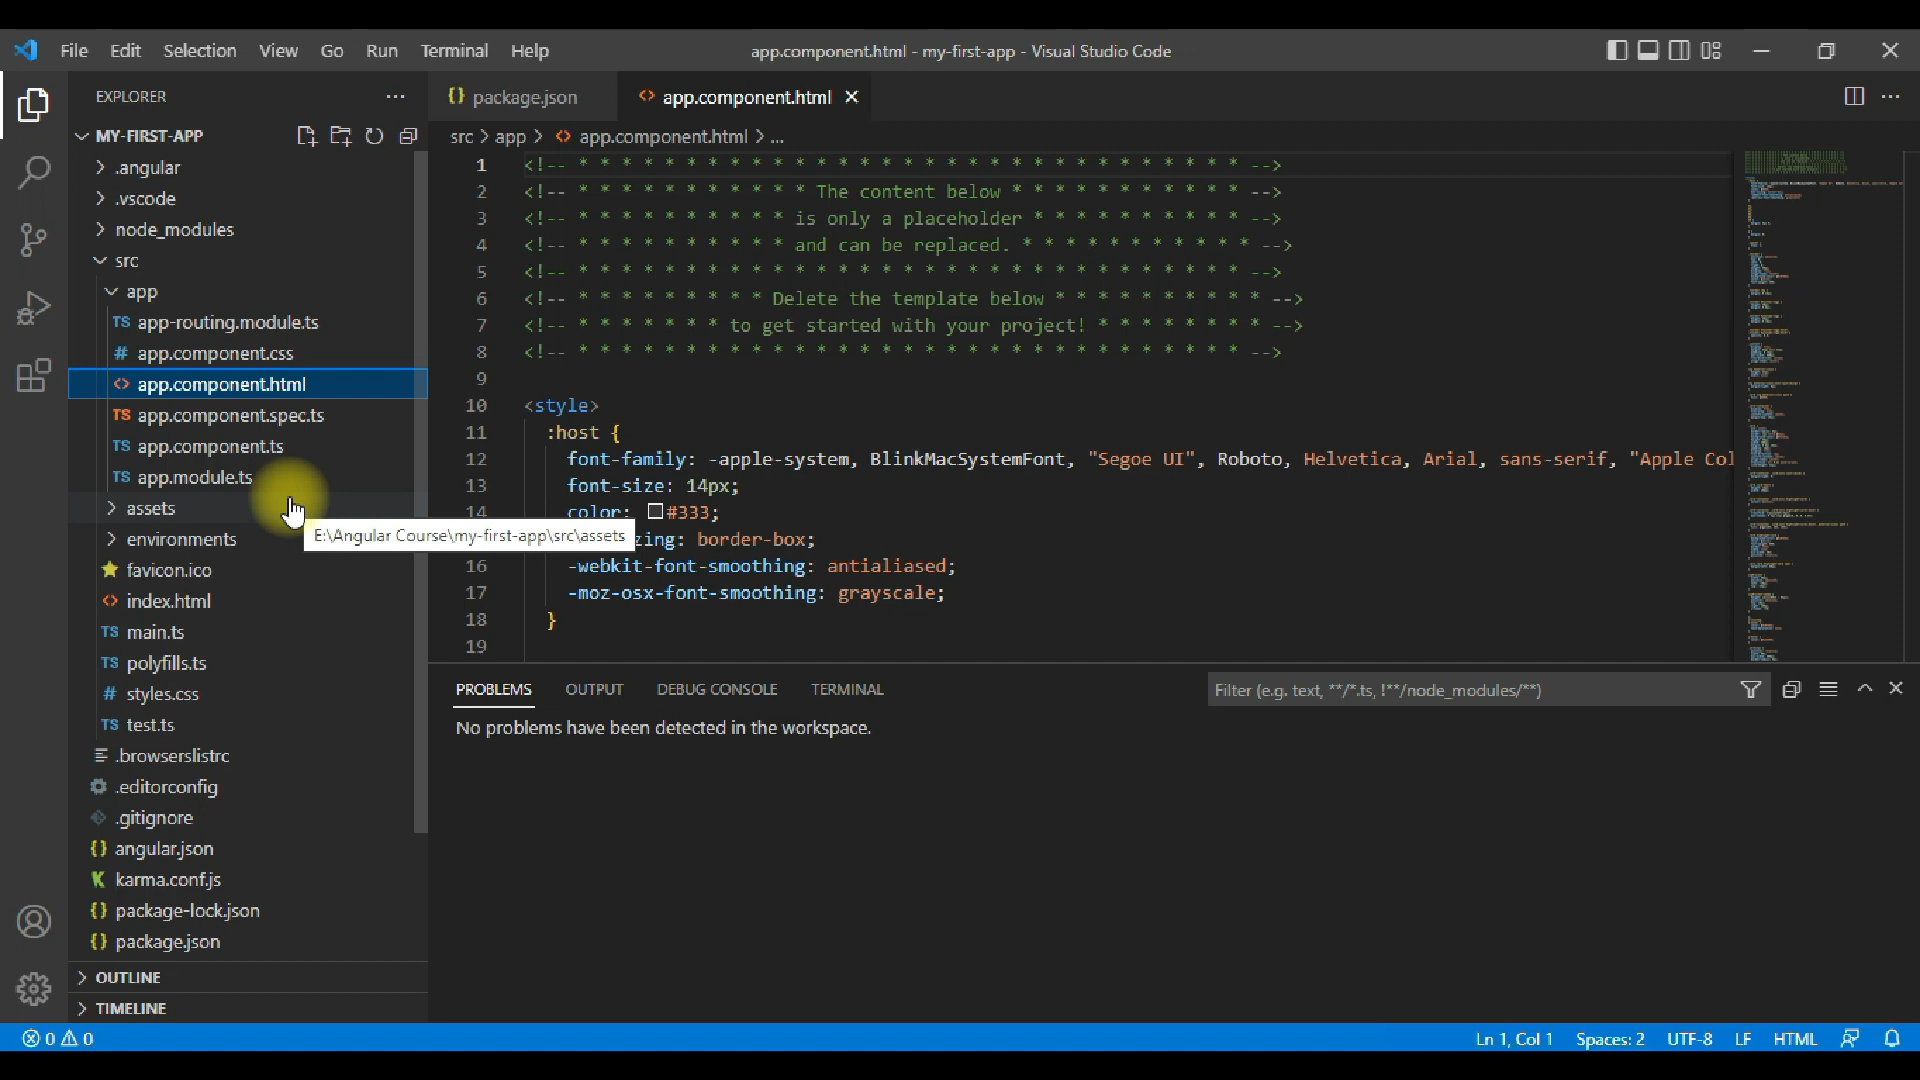 File Edit Selection View Go Run Terminal Help
app.component.html - my-first-app - Visual Studio Code
EXPLORER
MY-FIRST-APP
.angular
.vscode
node_modules
src
app
TS app-routing.module.ts
# app.component.css
<> app.component.html
TS app.component.spec.ts
TS app.component.ts
TS app.module.ts
assets
environments
favicon.ico
<> index.html
TS main.ts
TS polyfills.ts
# styles.css
TS test.ts
.browserslistrc
.editorconfig
.gitignore
{} angular.json
K karma.conf.js
{} package-lock.json
{} package.json
OUTLINE
TIMELINE
{} package.json
<> app.component.html
src > app > <> app.component.html > ...
1 <!-- * * * * * * * * * * * * * * * * * * * * * * * * * * * * * * * -->
2 <!-- * * * * * * * * * * * The content below * * * * * * * * * * * -->
3 <!-- * * * * * * * * * * is only a placeholder * * * * * * * * * * -->
4 <!-- * * * * * * * * * * and can be replaced. * * * * * * * * * * * -->
5 <!-- * * * * * * * * * * * * * * * * * * * * * * * * * * * * * * * -->
6 <!-- * * * * * * * * * Delete the template below * * * * * * * * * * -->
7 <!-- * * * * * * * to get started with your project! * * * * * * * * -->
8 <!-- * * * * * * * * * * * * * * * * * * * * * * * * * * * * * * * -->
9
10 <style>
11 :host {
12 font-family: -apple-system, BlinkMacSystemFont, "Segoe UI", Roboto, Helvetica, Arial, sans-serif, "Apple Col
13 font-size: 14px;
14 color: #333;
E:\Angular Course\my-first-app\src\assets
zing: border-box;
16 -webkit-font-smoothing: antialiased;
17 -moz-osx-font-smoothing: grayscale;
18 }
19
PROBLEMS OUTPUT DEBUG CONSOLE TERMINAL
Filter (e.g. text, **/*.ts, !**/node_modules/**)
No problems have been detected in the workspace.
0 0
Ln 1, Col 1 Spaces: 2 UTF-8 LF HTML